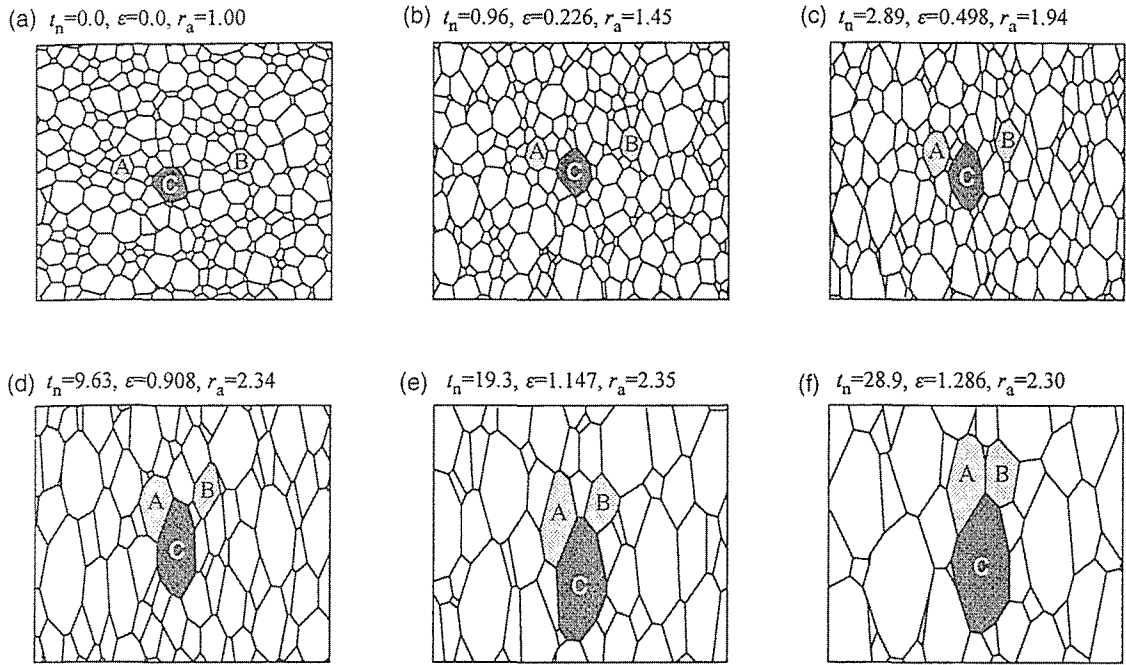 (a) tn=0.0, ε=0.0, ra=1.00
(b) tn=0.96, ε=0.226, ra=1.45
(c) tn=2.89, ε=0.498, ra=1.94
A
B
C
A
B
C
A
B
C
(d) tn=9.63, ε=0.908, ra=2.34
(e) tn=19.3, ε=1.147, ra=2.35
(f) tn=28.9, ε=1.286, ra=2.30
A
B
C
A
B
C
A
B
C